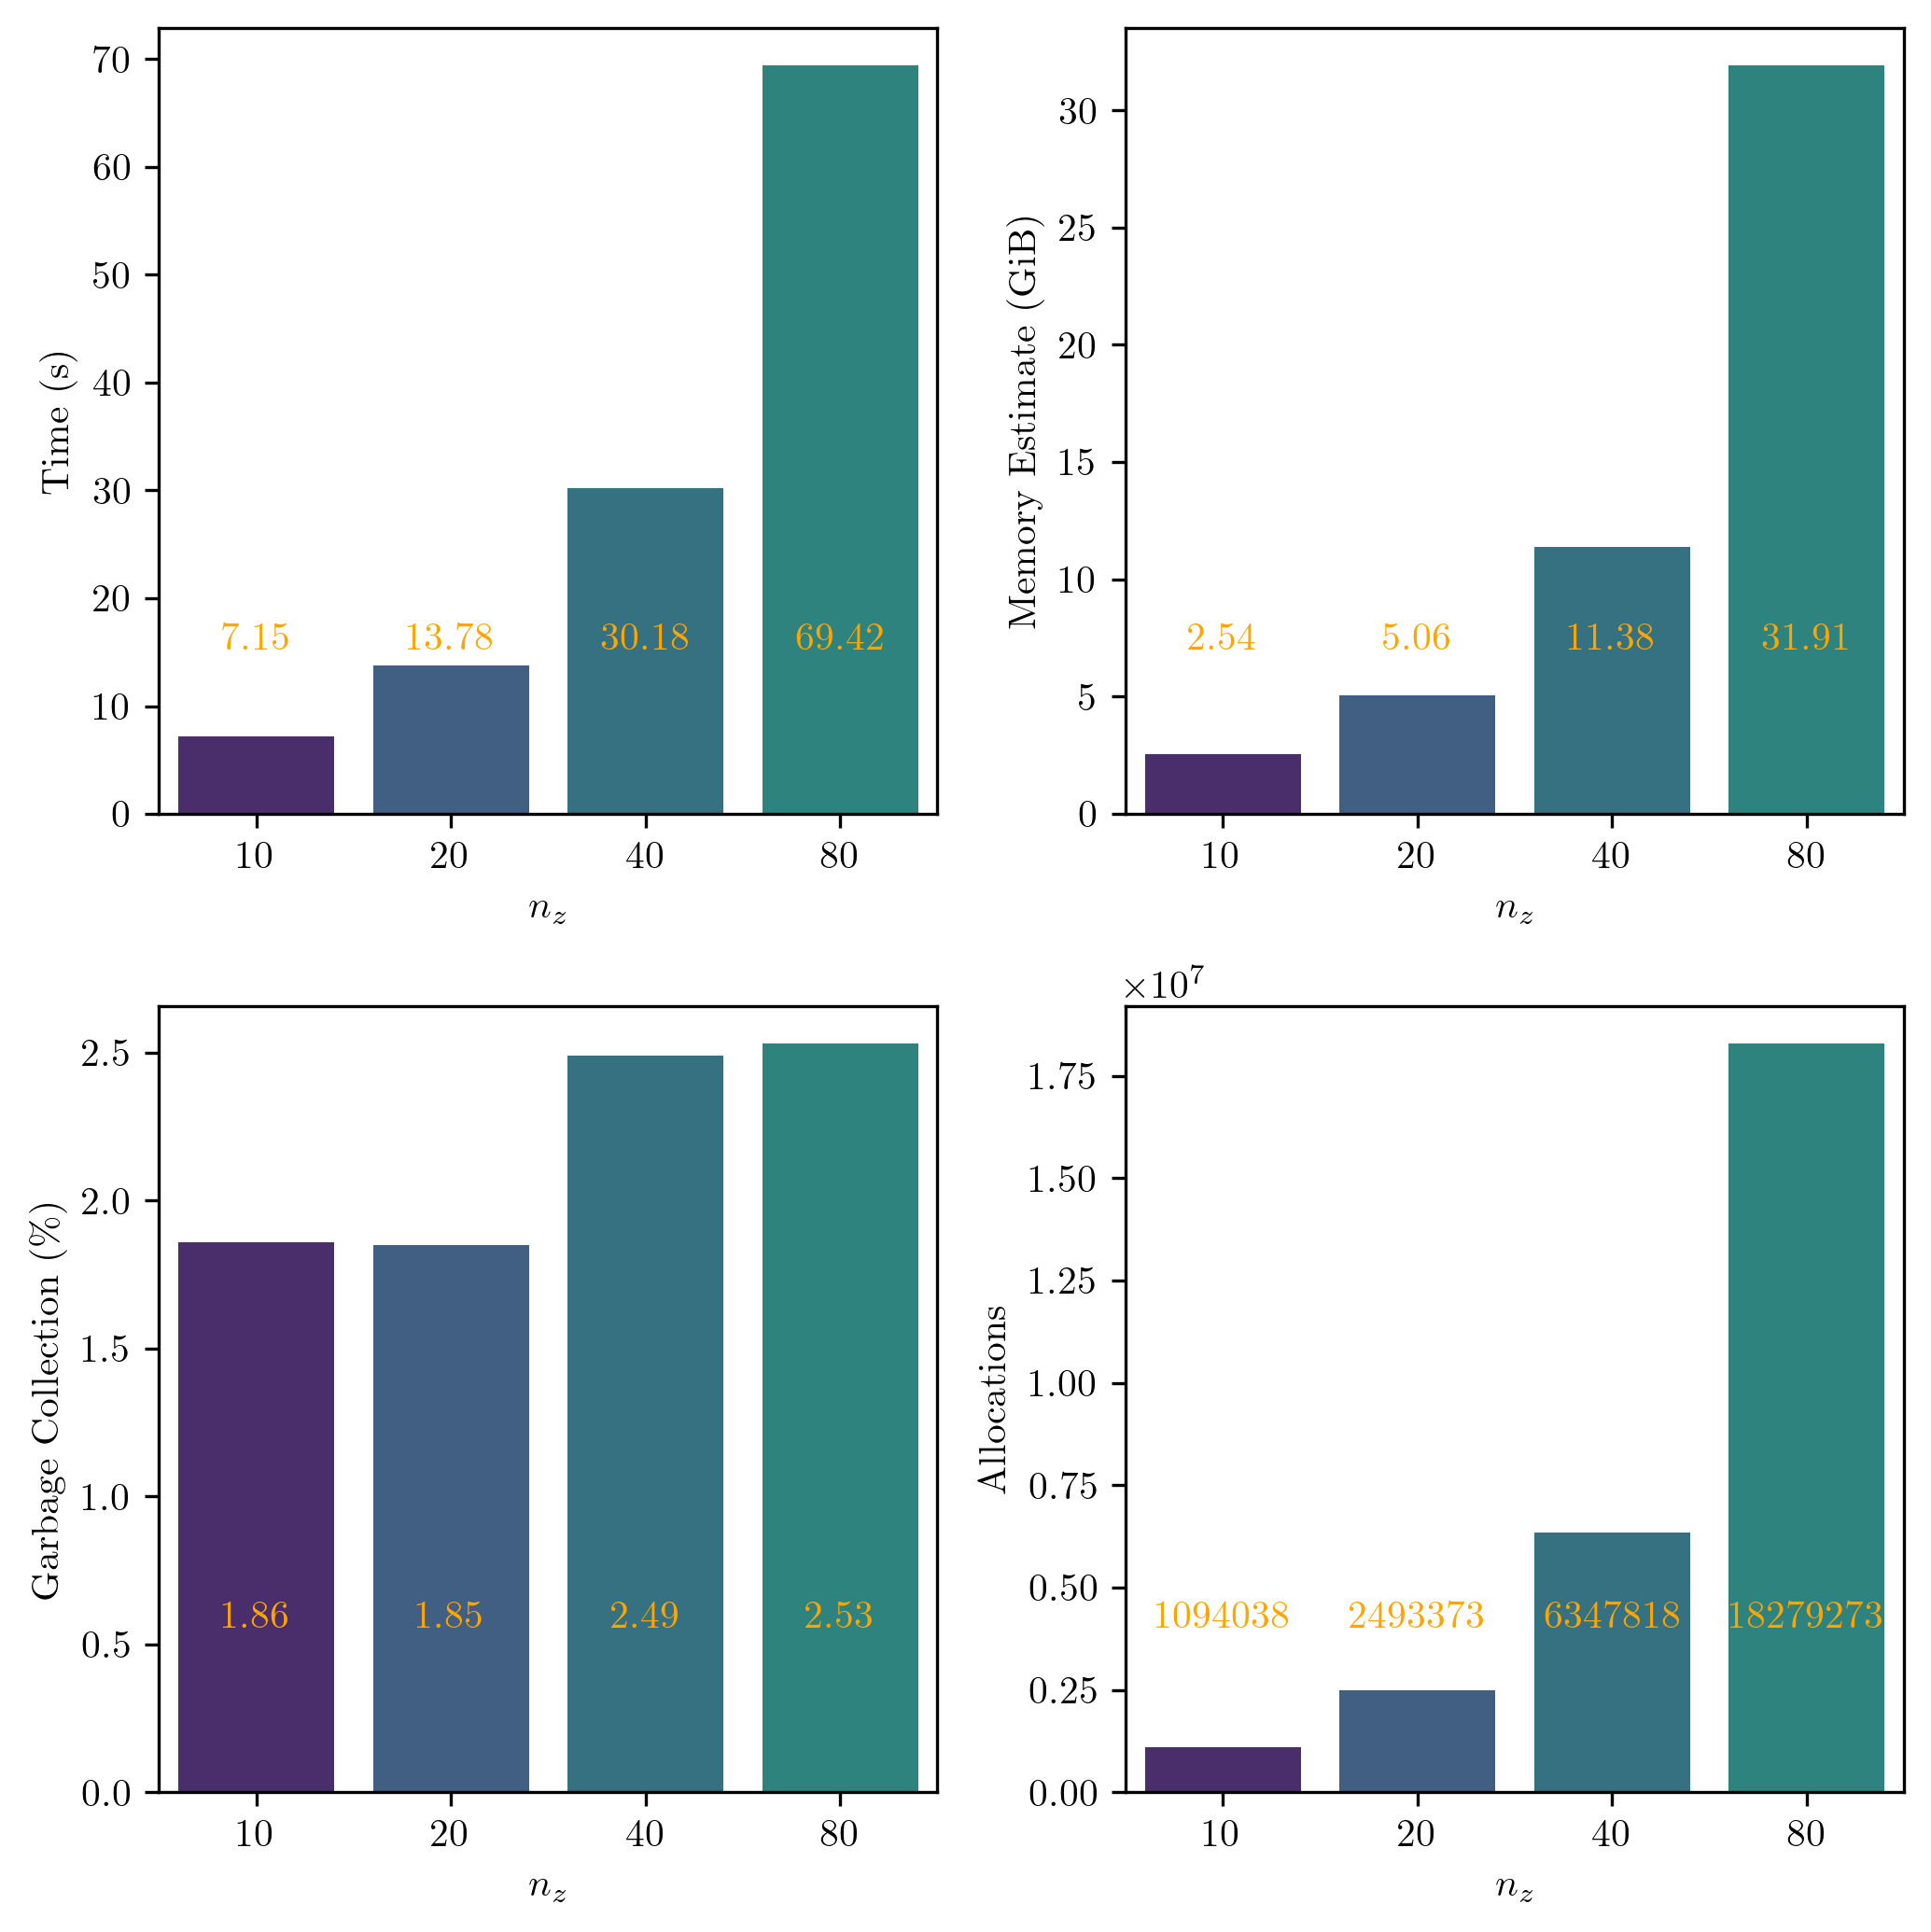 Time (s)
70
60
50
40
30
20
10
0
7.15 13.78 30.18 69.42
10 20 40 80
n_z
Memory Estimate (GiB)
30
25
20
15
10
5
0
2.54 5.06 11.38 31.91
10 20 40 80
n_z
Garbage Collection (%)
2.5
2.0
1.5
1.0
0.5
0.0
1.86 1.85 2.49 2.53
10 20 40 80
n_z
×10^7
Allocations
1.75
1.50
1.25
1.00
0.75
0.50
0.25
0.00
1094038 2493373 6347818 18279273
10 20 40 80
n_z